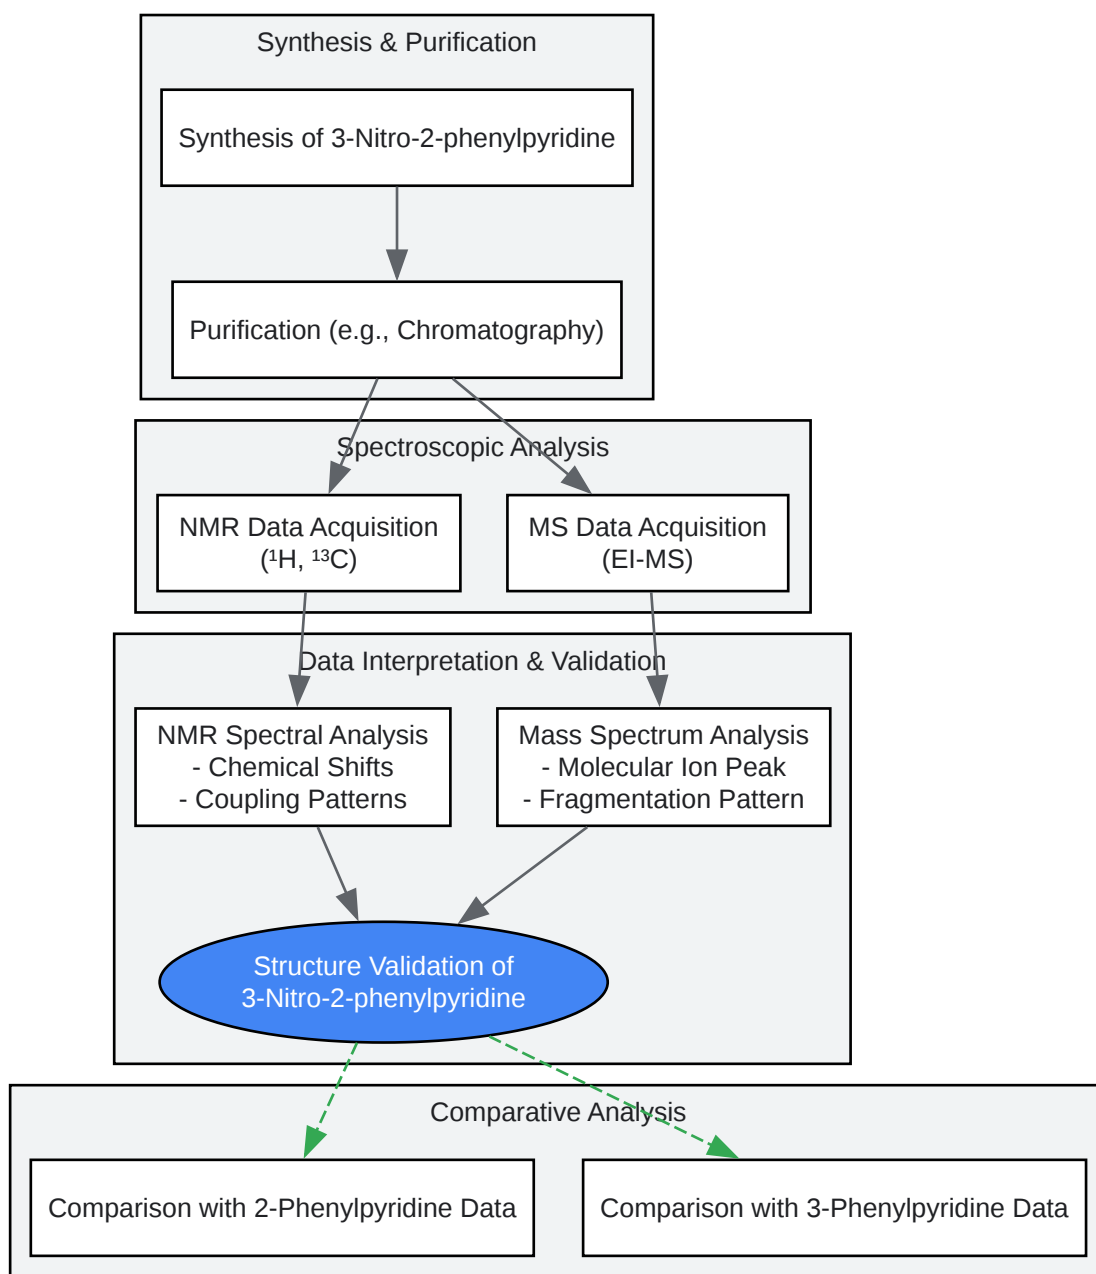 Synthesis & Purification
Synthesis of 3-Nitro-2-phenylpyridine
Purification (e.g., Chromatography)
Spectroscopic Analysis
NMR Data Acquisition
(¹H, ¹³C)
MS Data Acquisition
(EI-MS)
Data Interpretation & Validation
NMR Spectral Analysis
- Chemical Shifts
- Coupling Patterns
Mass Spectrum Analysis
- Molecular Ion Peak
- Fragmentation Pattern
Structure Validation of
3-Nitro-2-phenylpyridine
Comparative Analysis
Comparison with 2-Phenylpyridine Data
Comparison with 3-Phenylpyridine Data